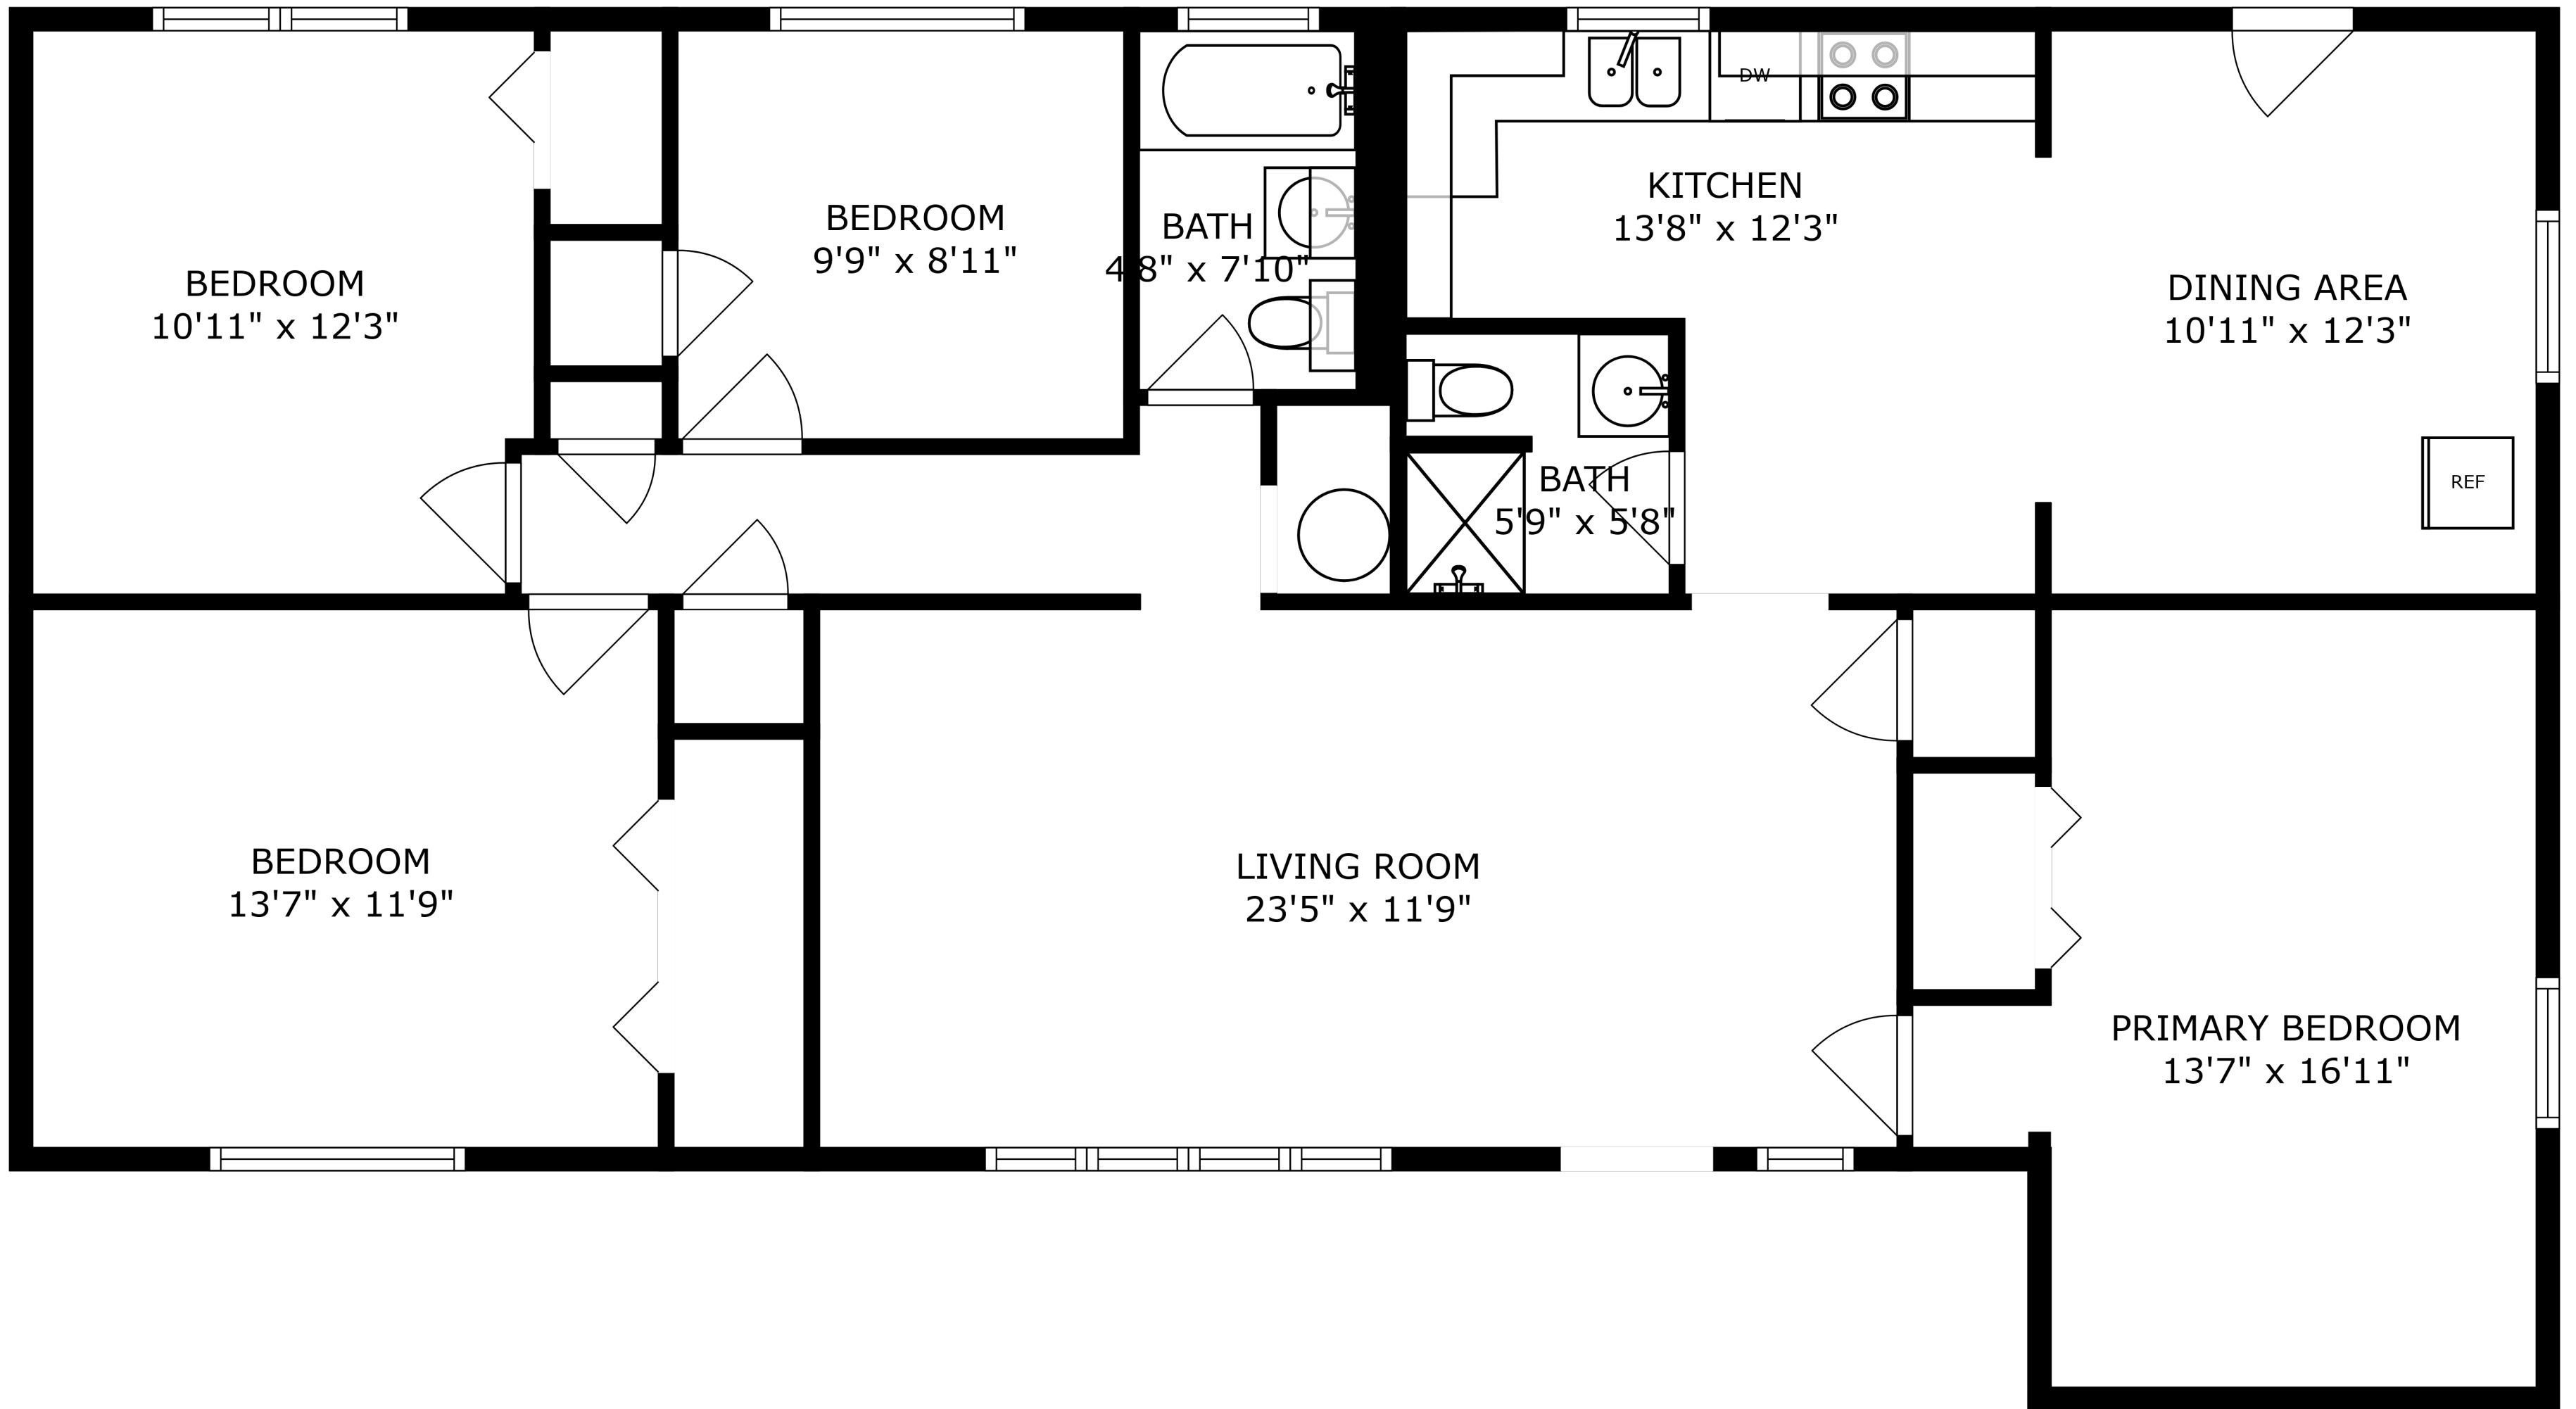 BEDROOM
10'11" x 12'3"
BEDROOM
9'9" x 8'11"
BATH
4'8" x 7'10"
DW
KITCHEN
13'8" x 12'3"
DINING AREA
10'11" x 12'3"
REF
BATH
5'9" x 5'8"
BEDROOM
13'7" x 11'9"
LIVING ROOM
23'5" x 11'9"
PRIMARY BEDROOM
13'7" x 16'11"